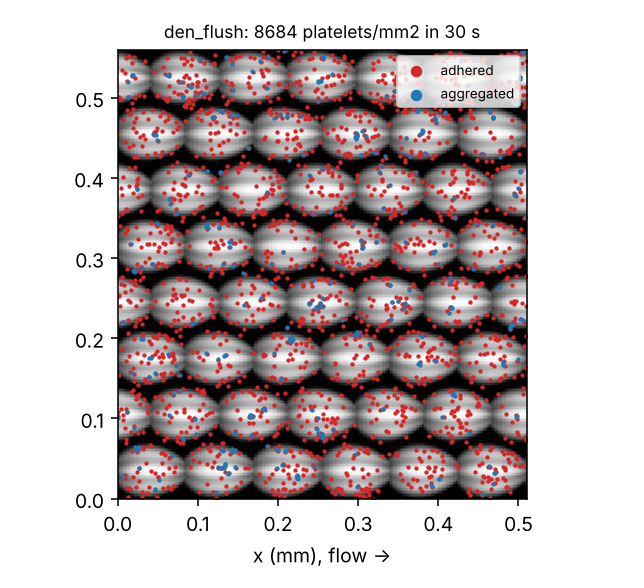 den_flush: 8684 platelets/mm2 in 30 s
adhered
aggregated
0.5
0.4
0.3
0.2
0.1
0.0
0.0 0.1 0.2 0.3 0.4 0.5
x (mm), flow →